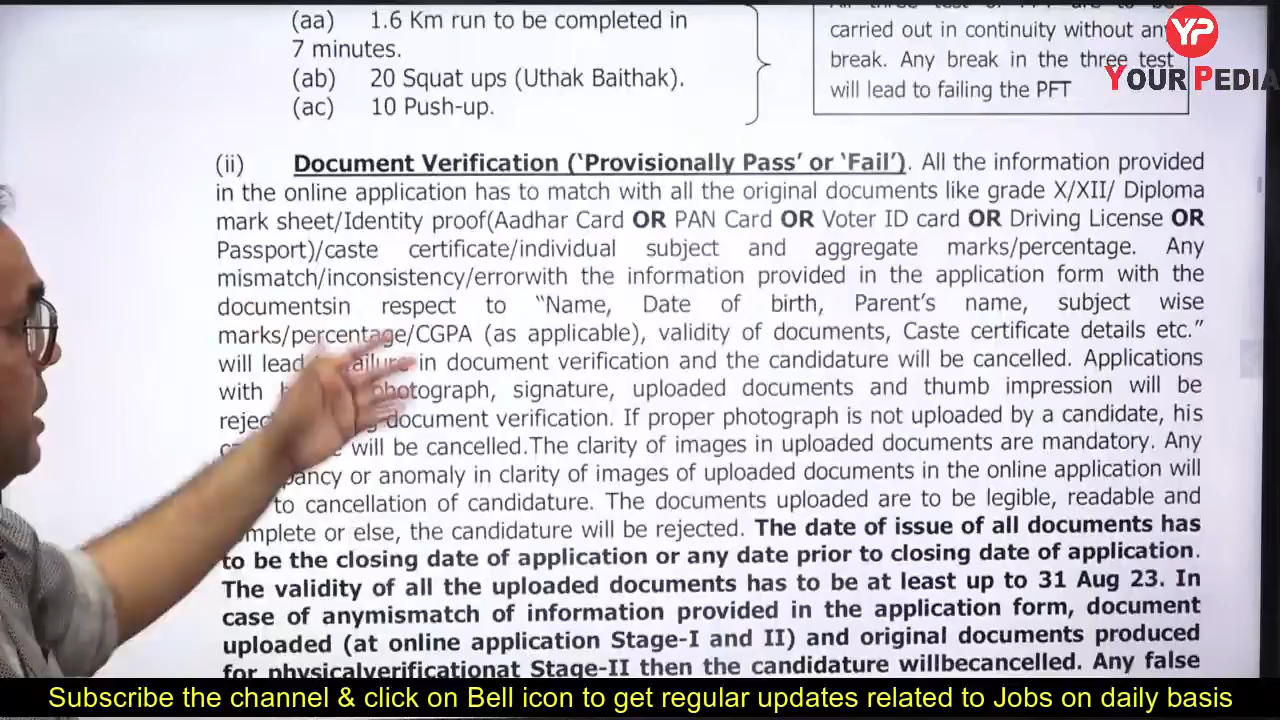 (aa) 1.6 Km run to be completed in
7 minutes.
(ab) 20 Squat ups (Uthak Baithak).
(ac) 10 Push-up.
carried out in continuity without any
break. Any break in the three test
will lead to failing the PFT
YP
YOUR PEDIA
(ii) Document Verification (‘Provisionally Pass’ or ‘Fail’). All the information provided
in the online application has to match with all the original documents like grade X/XII/ Diploma
mark sheet/Identity proof(Aadhar Card OR PAN Card OR Voter ID card OR Driving License OR
Passport)/caste certificate/individual subject and aggregate marks/percentage. Any
mismatch/inconsistency/errorwith the information provided in the application form with the
documentsin respect to “Name, Date of birth, Parent’s name, subject wise
marks/percentage/CGPA (as applicable), validity of documents, Caste certificate details etc.”
will lead in document verification and the candidature will be cancelled. Applications
with photograph, signature, uploaded documents and thumb impression will be
document verification. If proper photograph is not uploaded by a candidate, his
will be cancelled.The clarity of images in uploaded documents are mandatory. Any
or anomaly in clarity of images of uploaded documents in the online application will
to cancellation of candidature. The documents uploaded are to be legible, readable and
or else, the candidature will be rejected. The date of issue of all documents has
to be the closing date of application or any date prior to closing date of application.
The validity of all the uploaded documents has to be at least up to 31 Aug 23. In
case of anymismatch of information provided in the application form, document
uploaded (at online application Stage-I and II) and original documents produced
for physicalverificationat Stage-II then the candidature willbecancelled. Any false
Subscribe the channel & click on Bell icon to get regular updates related to Jobs on daily basis